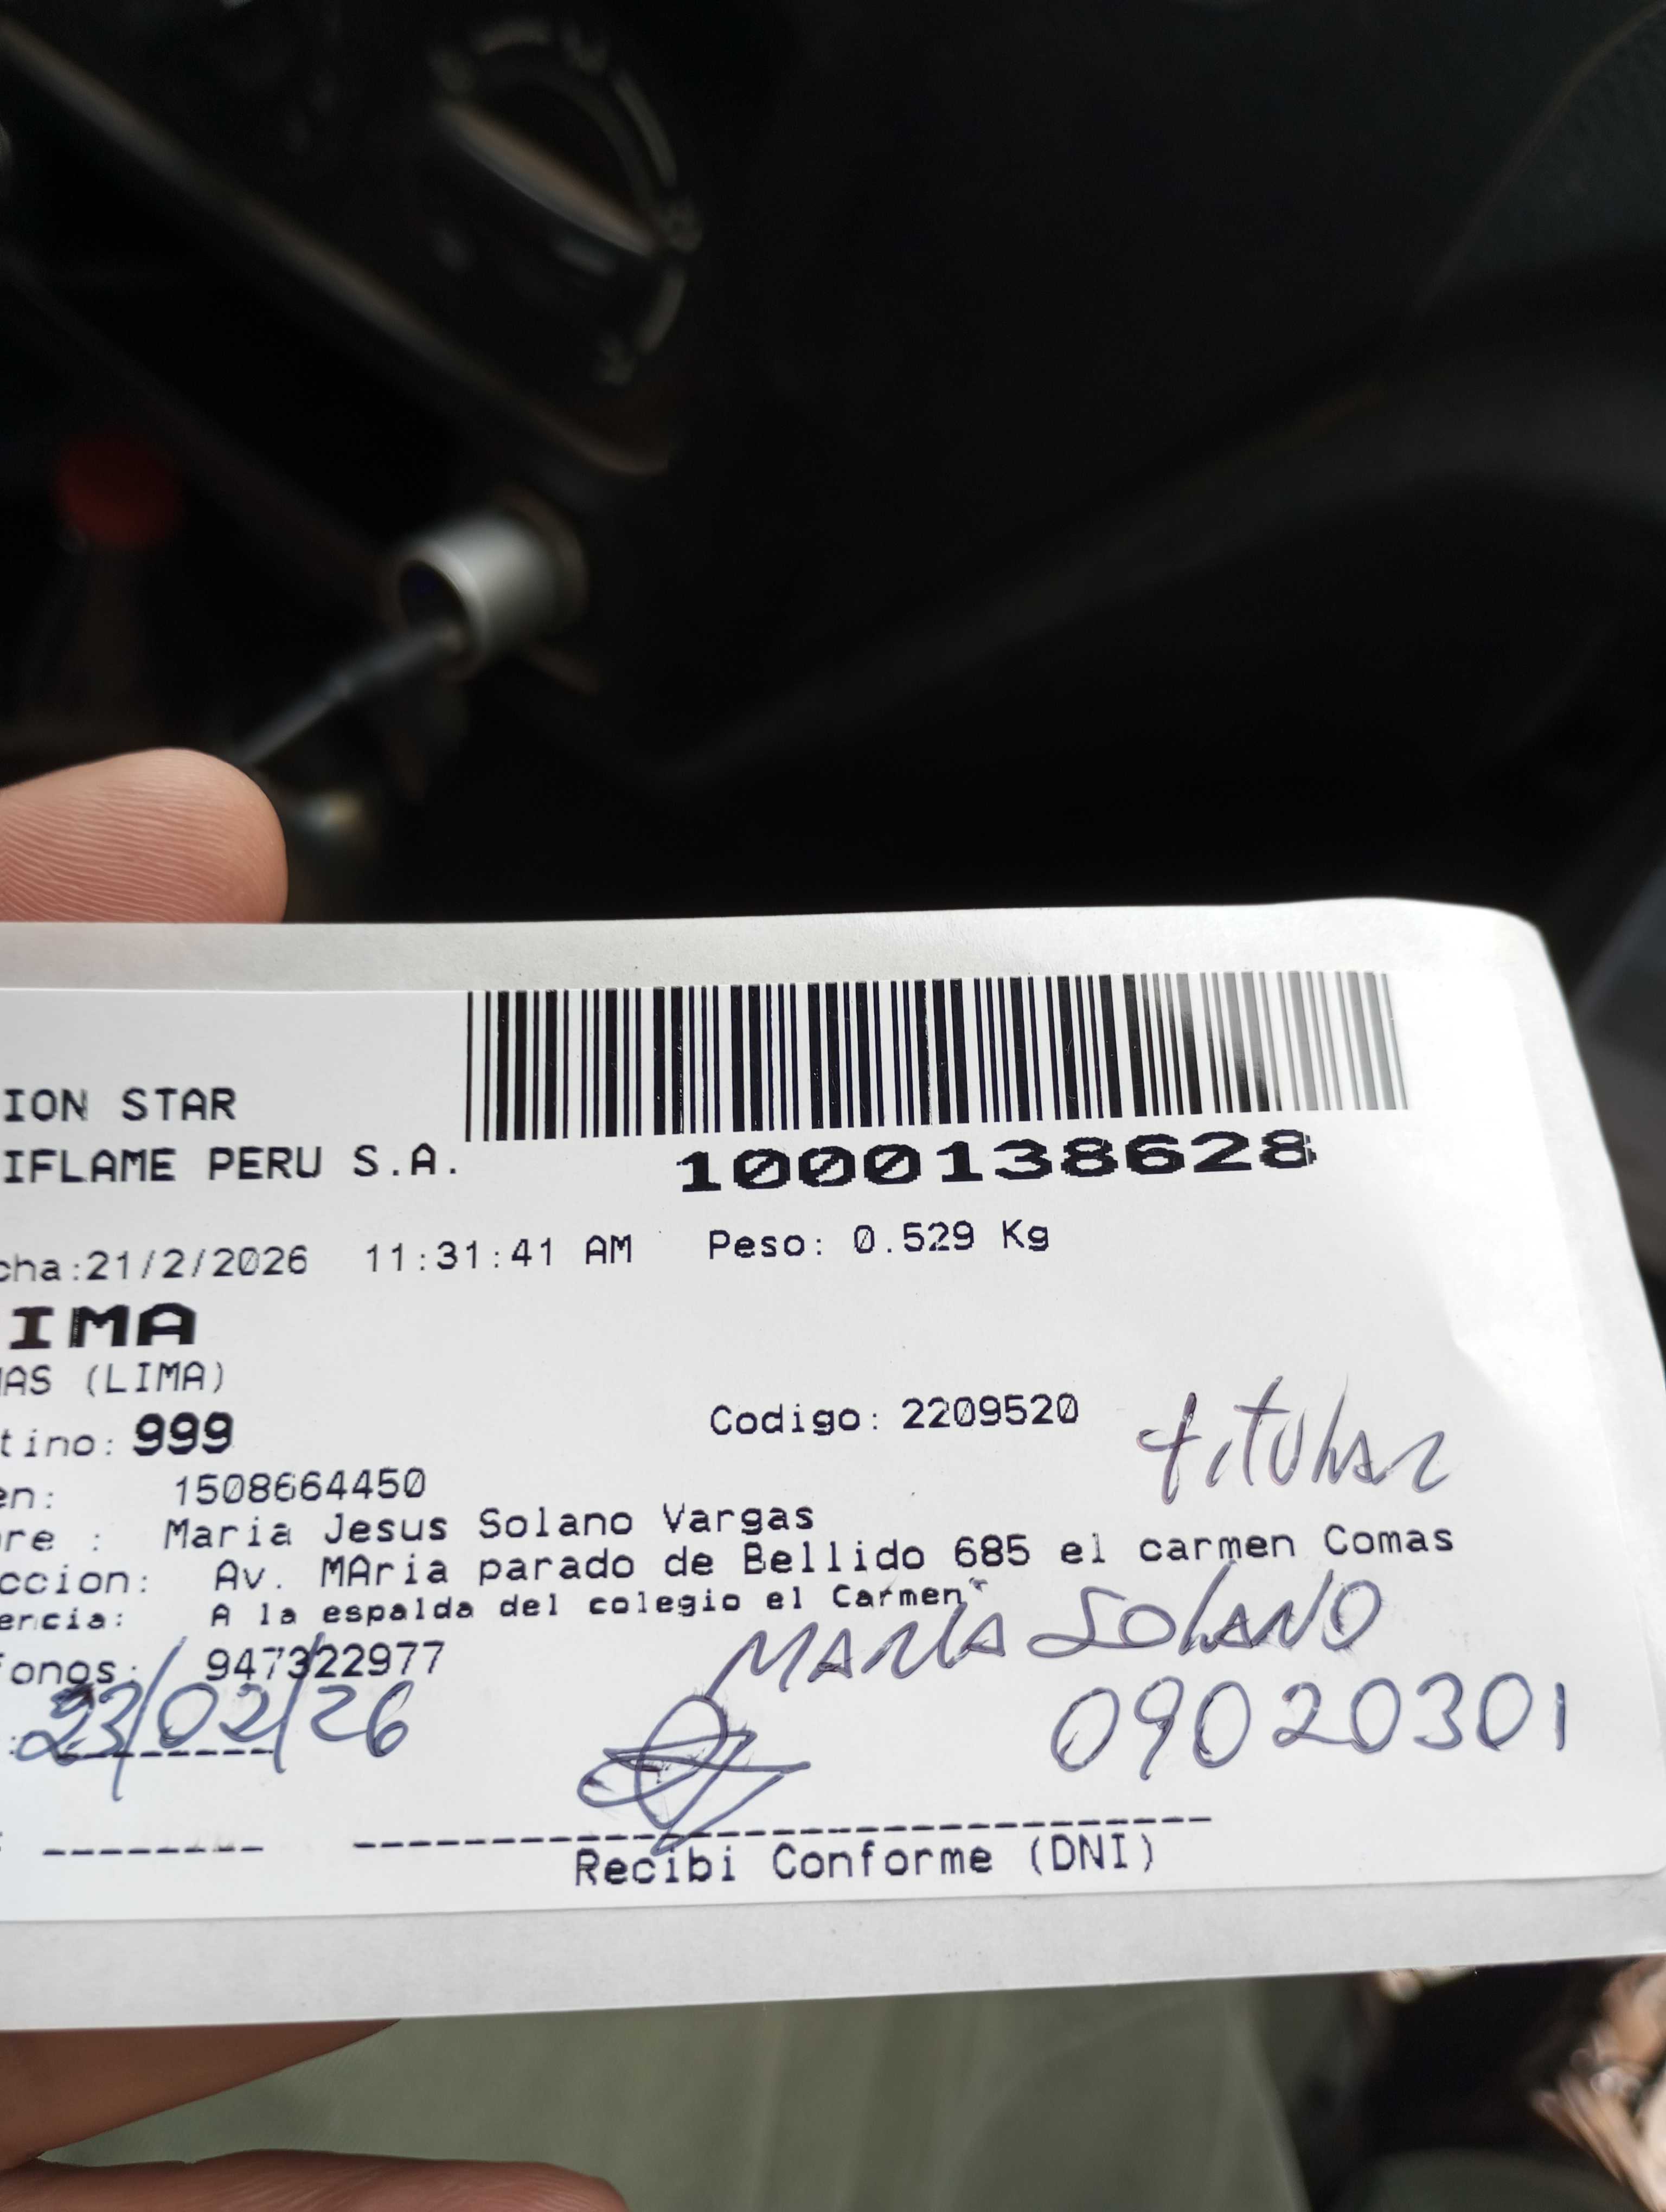 ION STAR
IFLAME PERU S.A.
1000138628
cha:21/2/2026 11:31:41 AM Peso: 0.529 Kg
IMA
MAS (LIMA)
tino: 999 Codigo: 2209520 titular
en: 1508664450
re : Maria Jesus Solano Vargas
ccion: Av. MAria parado de Bellido 685 el carmen Comas
encia: A la espalda del colegio el Carmen
fonos: 947322977 MARIA SOLANO
: 23/02/26 09020301
Recibi Conforme (DNI)